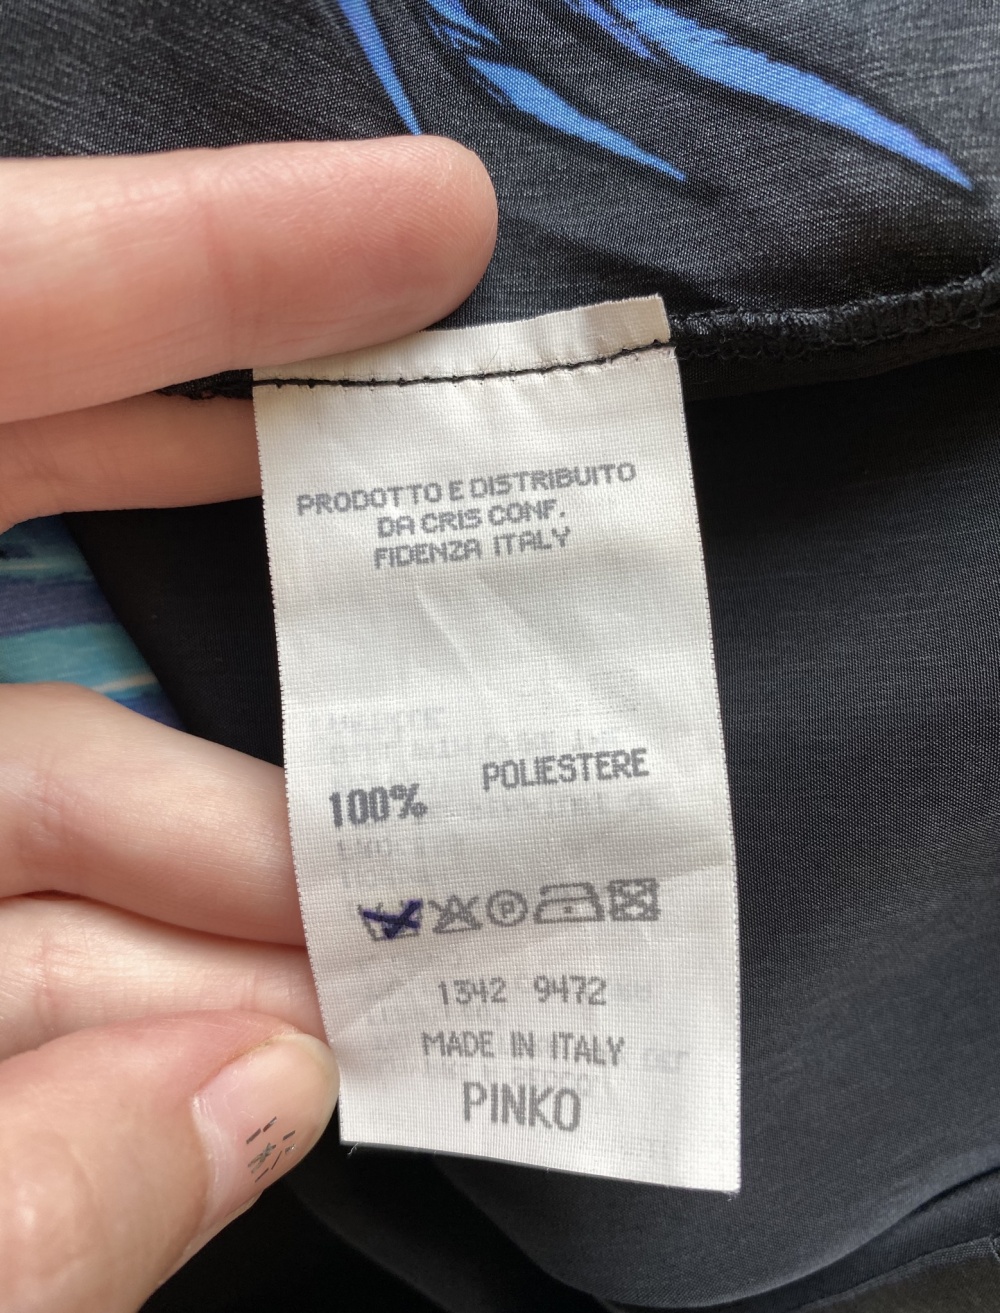 PRODOTTO E DISTRIBUITO
DA CRIS CONF.
FIDENZA ITALY
100% POLIESTERE
P
1342 9472
MADE IN ITALY
PINKO